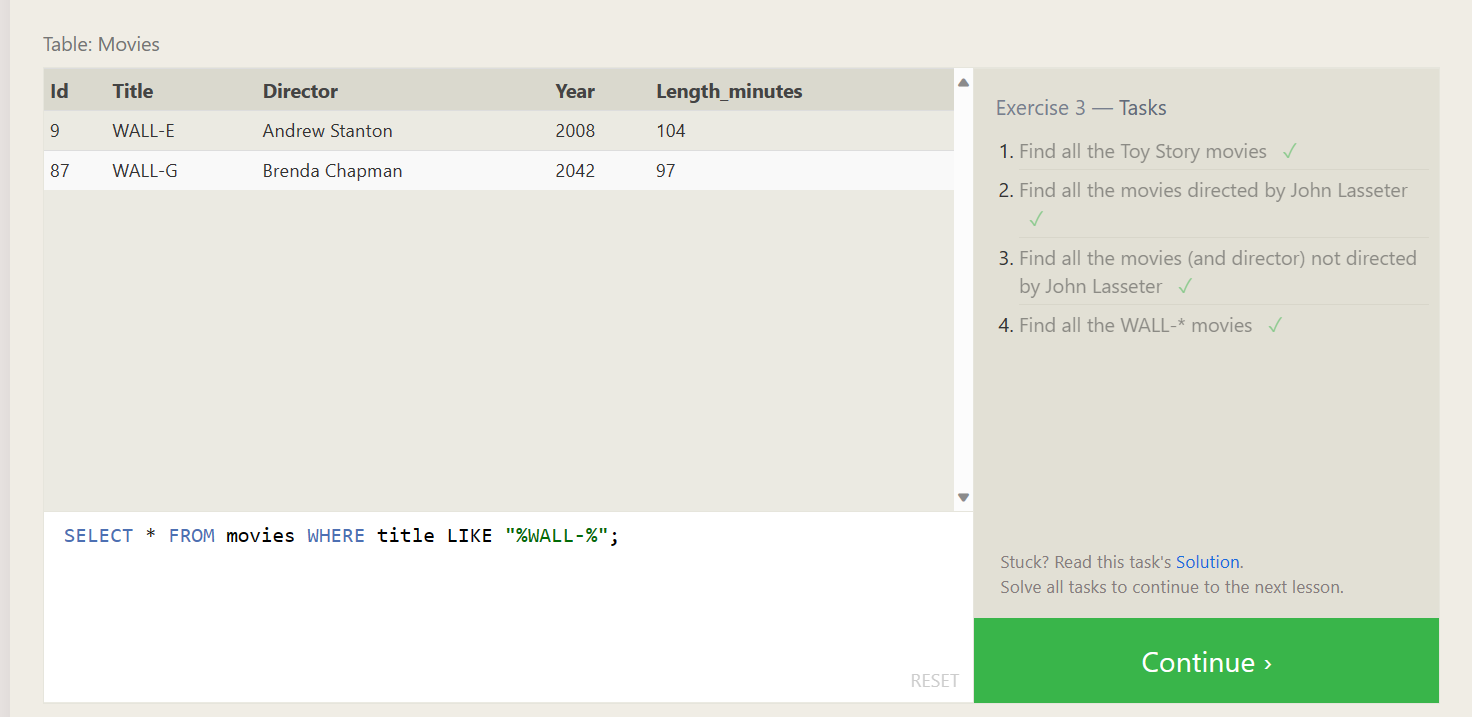 Table: Movies
Id Title Director Year Length_minutes
9 WALL-E Andrew Stanton 2008 104
87 WALL-G Brenda Chapman 2042 97
SELECT * FROM movies WHERE title LIKE "%WALL-%";
RESET
Exercise 3 — Tasks
1. Find all the Toy Story movies ✓
2. Find all the movies directed by John Lasseter
✓
3. Find all the movies (and director) not directed
by John Lasseter ✓
4. Find all the WALL-* movies ✓
Stuck? Read this task's Solution.
Solve all tasks to continue to the next lesson.
Continue ›